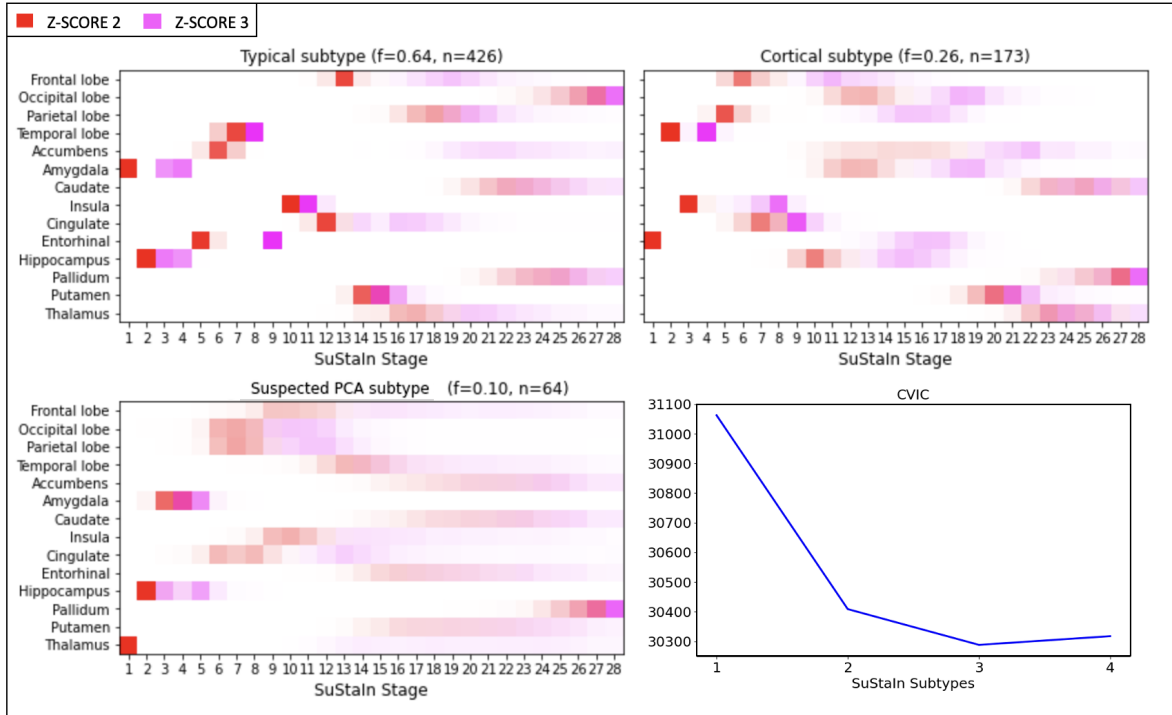 Z-SCORE 2 Z-SCORE 3
Typical subtype (f=0.64, n=426)
Frontal lobe
Occipital lobe
Parietal lobe
Temporal lobe
Accumbens
Amygdala
Caudate
Insula
Cingulate
Entorhinal
Hippocampus
Pallidum
Putamen
Thalamus
1 2 3 4 5 6 7 8 9 10 11 12 13 14 15 16 17 18 19 20 21 22 23 24 25 26 27 28
SuStaIn Stage
Cortical subtype (f=0.26, n=173)
1 2 3 4 5 6 7 8 9 10 11 12 13 14 15 16 17 18 19 20 21 22 23 24 25 26 27 28
SuStaIn Stage
Suspected PCA subtype (f=0.10, n=64)
Frontal lobe
Occipital lobe
Parietal lobe
Temporal lobe
Accumbens
Amygdala
Caudate
Insula
Cingulate
Entorhinal
Hippocampus
Pallidum
Putamen
Thalamus
1 2 3 4 5 6 7 8 9 10 11 12 13 14 15 16 17 18 19 20 21 22 23 24 25 26 27 28
SuStaIn Stage
CVIC
31100
31000
30900
30800
30700
30600
30500
30400
30300
1 2 3 4
SuStaIn Subtypes